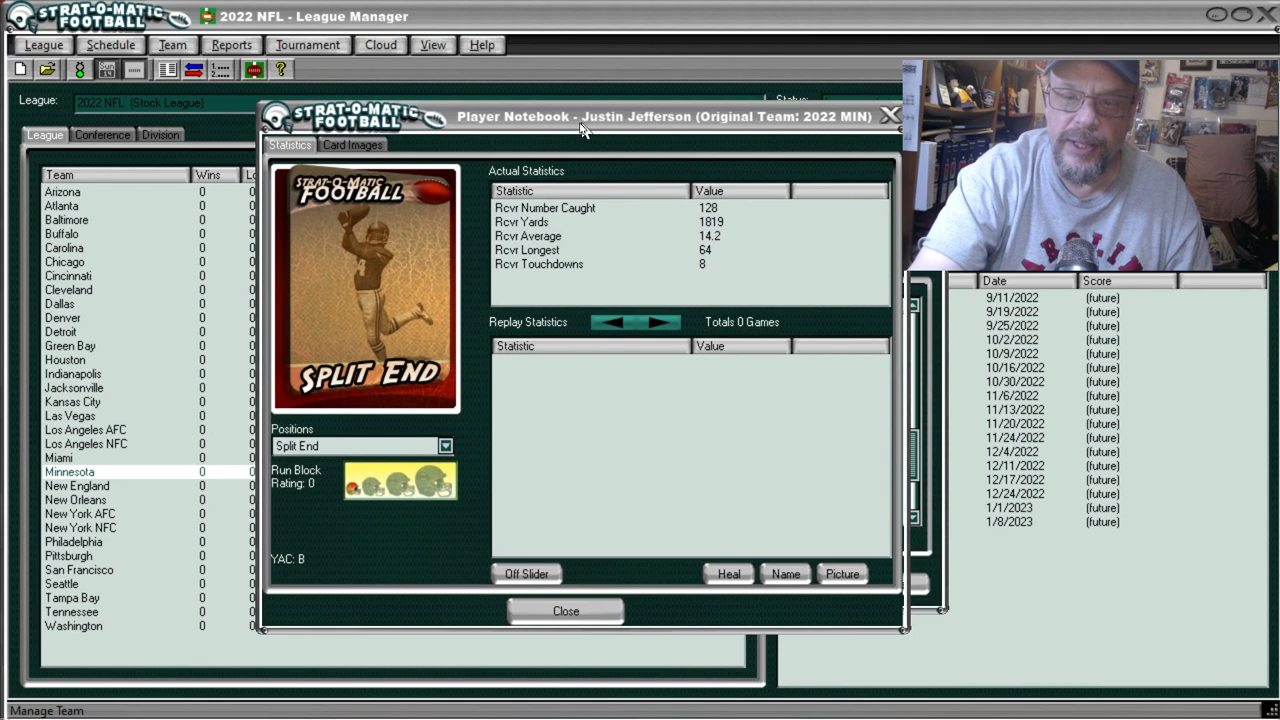 STRAT-O-MATIC
FOOTBALL
2022 NFL - League Manager
League Schedule Team Reports Tournament Cloud View Help
League:
2022 NFL (Stock League)
Status:
League Conference Division
Team Wins
Arizona 0
Atlanta 0
Baltimore 0
Buffalo 0
Carolina 0
Chicago 0
Cincinnati 0
Cleveland 0
Dallas 0
Denver 0
Detroit 0
Green Bay 0
Houston 0
Indianapolis 0
Jacksonville 0
Kansas City 0
Las Vegas 0
Los Angeles AFC 0
Los Angeles NFC 0
Miami 0
Minnesota 0
New England 0
New Orleans 0
New York AFC 0
New York NFC 0
Philadelphia 0
Pittsburgh 0
San Francisco 0
Seattle 0
Tampa Bay 0
Tennessee 0
Washington 0
STRAT-O-MATIC
FOOTBALL
Player Notebook - Justin Jefferson (Original Team: 2022 MIN)
Statistics Card Images
STRAT-O-MATIC
FOOTBALL
SPLIT END
Positions
Split End
Run Block
Rating: 0
YAC: B
Actual Statistics
Statistic Value
Rcvr Number Caught 128
Rcvr Yards 1819
Rcvr Average 14.2
Rcvr Longest 64
Rcvr Touchdowns 8
Replay Statistics Totals 0 Games
Statistic Value
Off Slider Heal Name Picture
Close
Date Score
9/11/2022 (future)
9/19/2022 (future)
9/25/2022 (future)
10/2/2022 (future)
10/9/2022 (future)
10/16/2022 (future)
10/30/2022 (future)
11/6/2022 (future)
11/13/2022 (future)
11/20/2022 (future)
11/24/2022 (future)
12/4/2022 (future)
12/11/2022 (future)
12/17/2022 (future)
12/24/2022 (future)
1/1/2023 (future)
1/8/2023 (future)
Manage Team